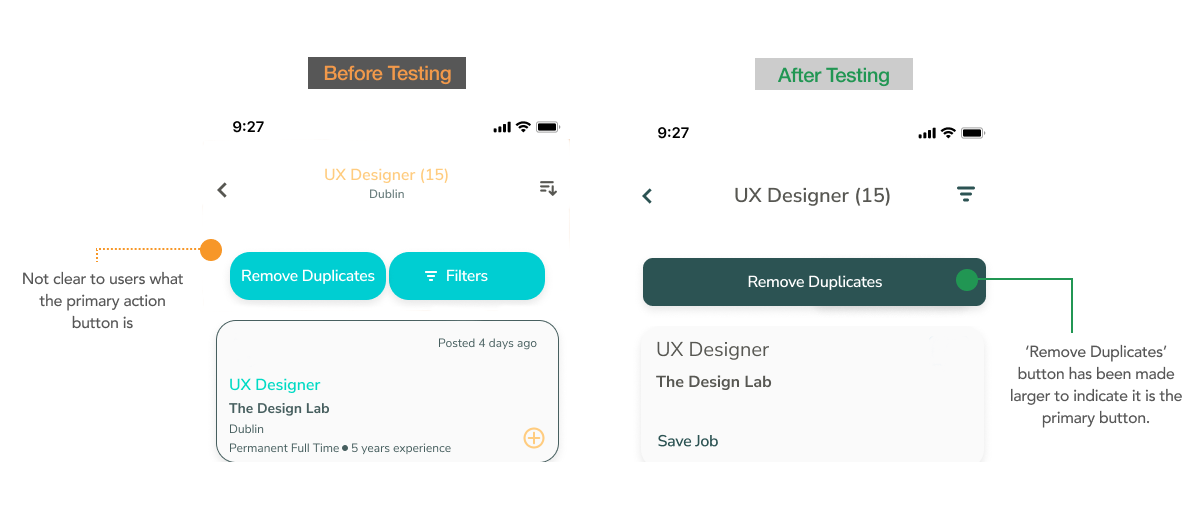 Before Testing
9:27
UX Designer (15)
Dublin
Not clear to users what
the primary action
button is
Remove Duplicates
Filters
Posted 4 days ago
UX Designer
The Design Lab
Dublin
Permanent Full Time • 5 years experience
After Testing
9:27
UX Designer (15)
Remove Duplicates
UX Designer
The Design Lab
Save Job
‘Remove Duplicates’
button has been made
larger to indicate it is the
primary button.